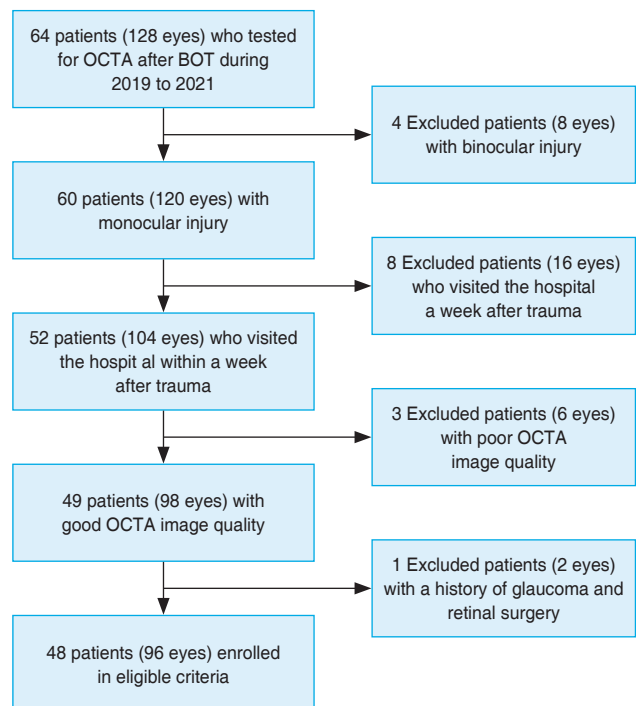 64 patients (128 eyes) who tested
for OCTA after BOT during
2019 to 2021
4 Excluded patients (8 eyes)
with binocular injury
60 patients (120 eyes) with
monocular injury
8 Excluded patients (16 eyes)
who visited the hospital
a week after trauma
52 patients (104 eyes) who visited
the hospit al within a week
after trauma
3 Excluded patients (6 eyes)
with poor OCTA
image quality
49 patients (98 eyes) with
good OCTA image quality
1 Excluded patients (2 eyes)
with a history of glaucoma and
retinal surgery
48 patients (96 eyes) enrolled
in eligible criteria